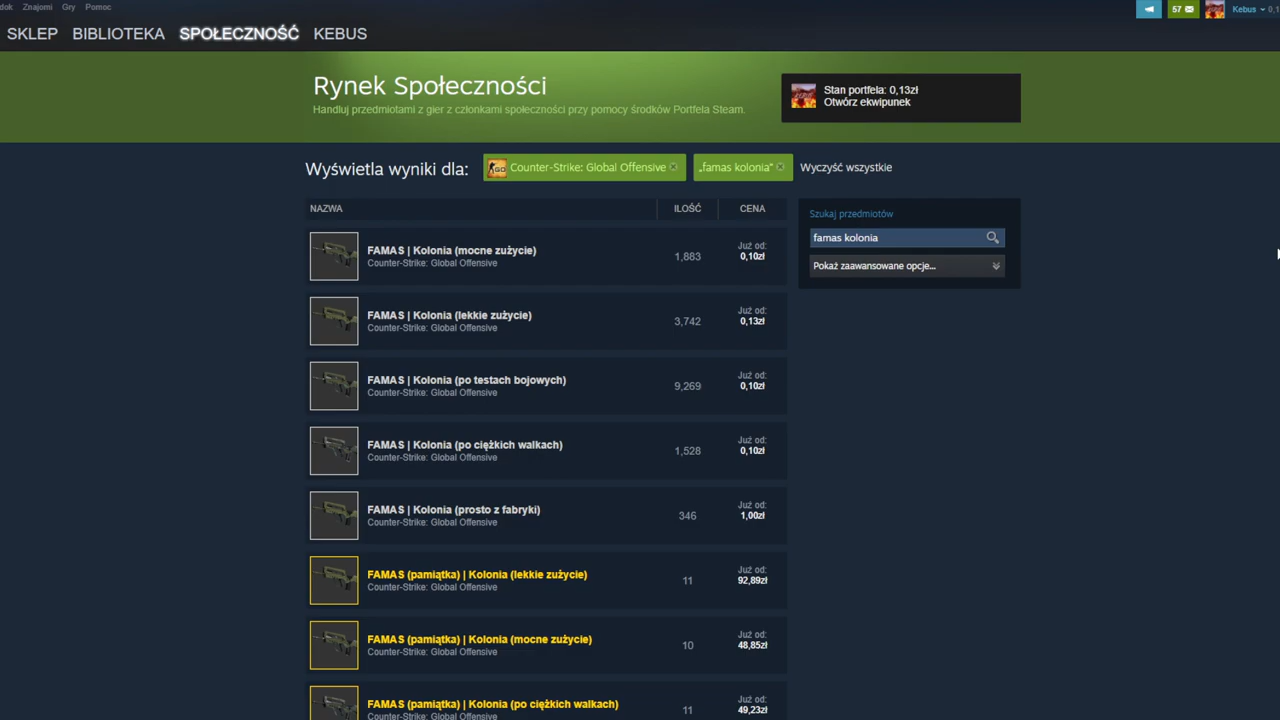 dok Znajomi Gry Pomoc
57
Kebus
0,1
SKLEP BIBLIOTEKA SPOŁECZNOŚĆ KEBUS
Rynek Społeczności
Handluj przedmiotami z gier z członkami społeczności przy pomocy środków Portfela Steam.
Stan portfela: 0,13zł
Otwórz ekwipunek
Wyświetla wyniki dla: Counter-Strike: Global Offensive „famas kolonia" Wyczyść wszystkie
NAZWA ILOŚĆ CENA
FAMAS | Kolonia (mocne zużycie)
Counter-Strike: Global Offensive
1,883
Już od:
0,10zł
FAMAS | Kolonia (lekkie zużycie)
Counter-Strike: Global Offensive
3,742
Już od:
0,13zł
FAMAS | Kolonia (po testach bojowych)
Counter-Strike: Global Offensive
9,269
Już od:
0,10zł
FAMAS | Kolonia (po ciężkich walkach)
Counter-Strike: Global Offensive
1,528
Już od:
0,10zł
FAMAS | Kolonia (prosto z fabryki)
Counter-Strike: Global Offensive
346
Już od:
1,00zł
FAMAS (pamiątka) | Kolonia (lekkie zużycie)
Counter-Strike: Global Offensive
11
Już od:
92,89zł
FAMAS (pamiątka) | Kolonia (mocne zużycie)
Counter-Strike: Global Offensive
10
Już od:
48,85zł
FAMAS (pamiątka) | Kolonia (po ciężkich walkach)
Counter-Strike: Global Offensive
11
Już od:
49,23zł
Szukaj przedmiotów
famas kolonia
Pokaż zaawansowane opcje...